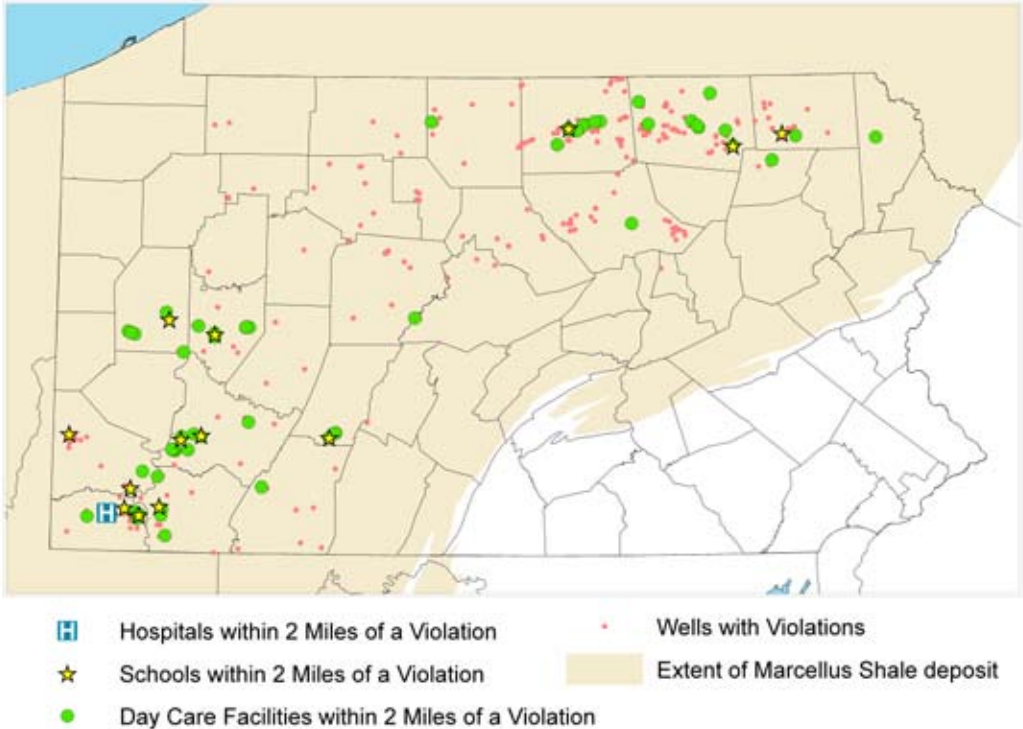 H
H Hospitals within 2 Miles of a Violation
Schools within 2 Miles of a Violation
Day Care Facilities within 2 Miles of a Violation
Wells with Violations
Extent of Marcellus Shale deposit